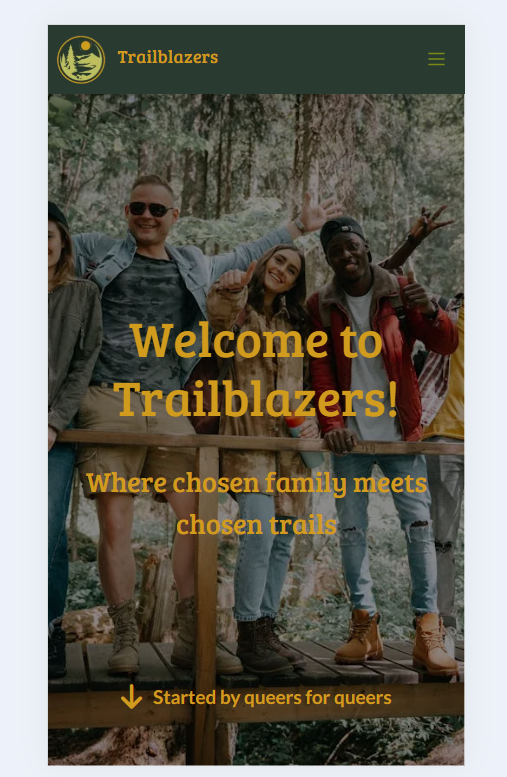 Trailblazers
Welcome to
Trailblazers!
Where chosen family meets
chosen trails
Started by queers for queers